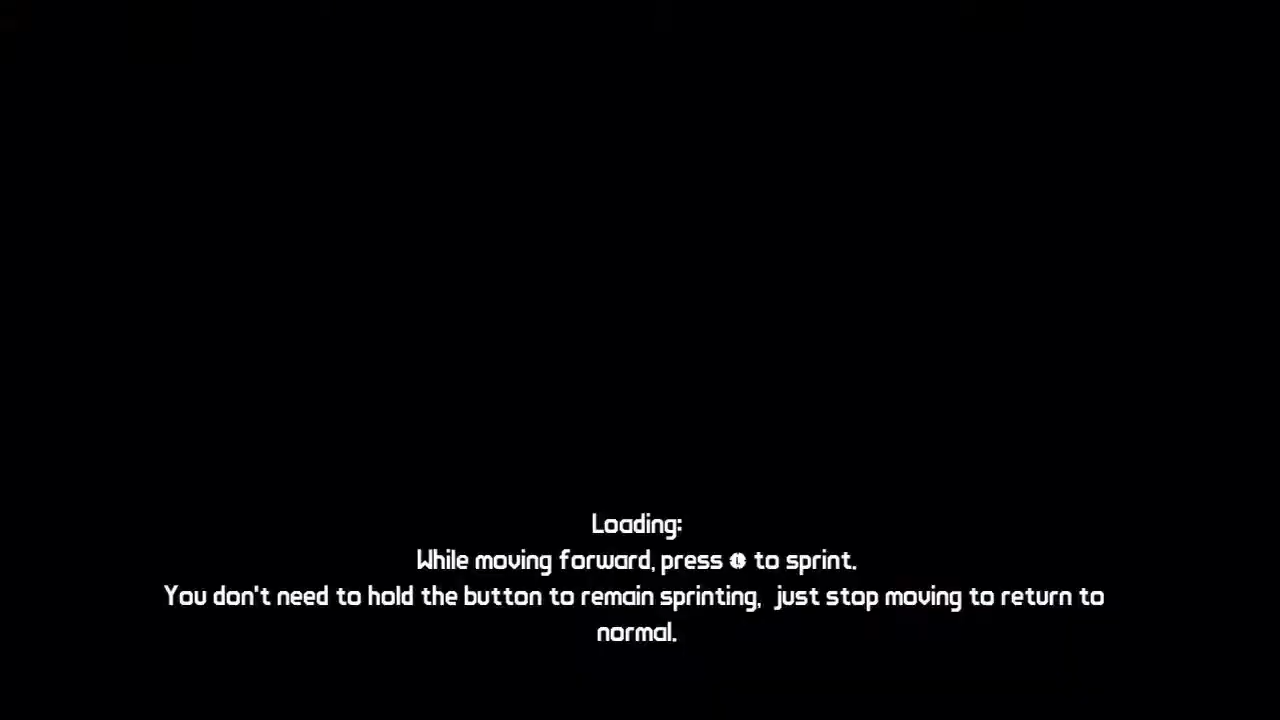 Loading:
While moving forward, press L to sprint.
You don't need to hold the button to remain sprinting,  just stop moving to return to
normal.